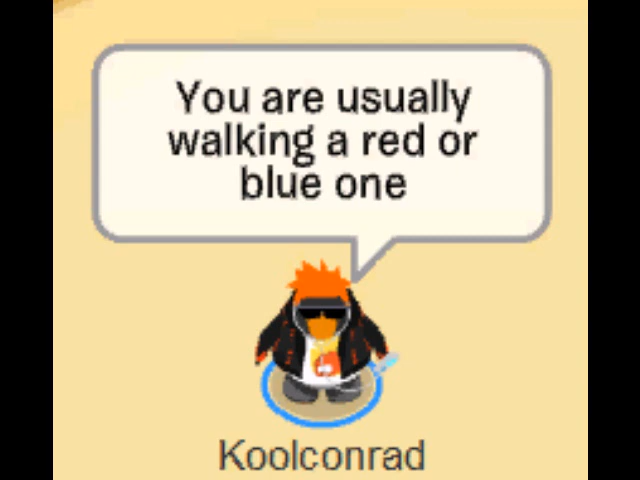 You are usually
walking a red or
blue one
Koolconrad